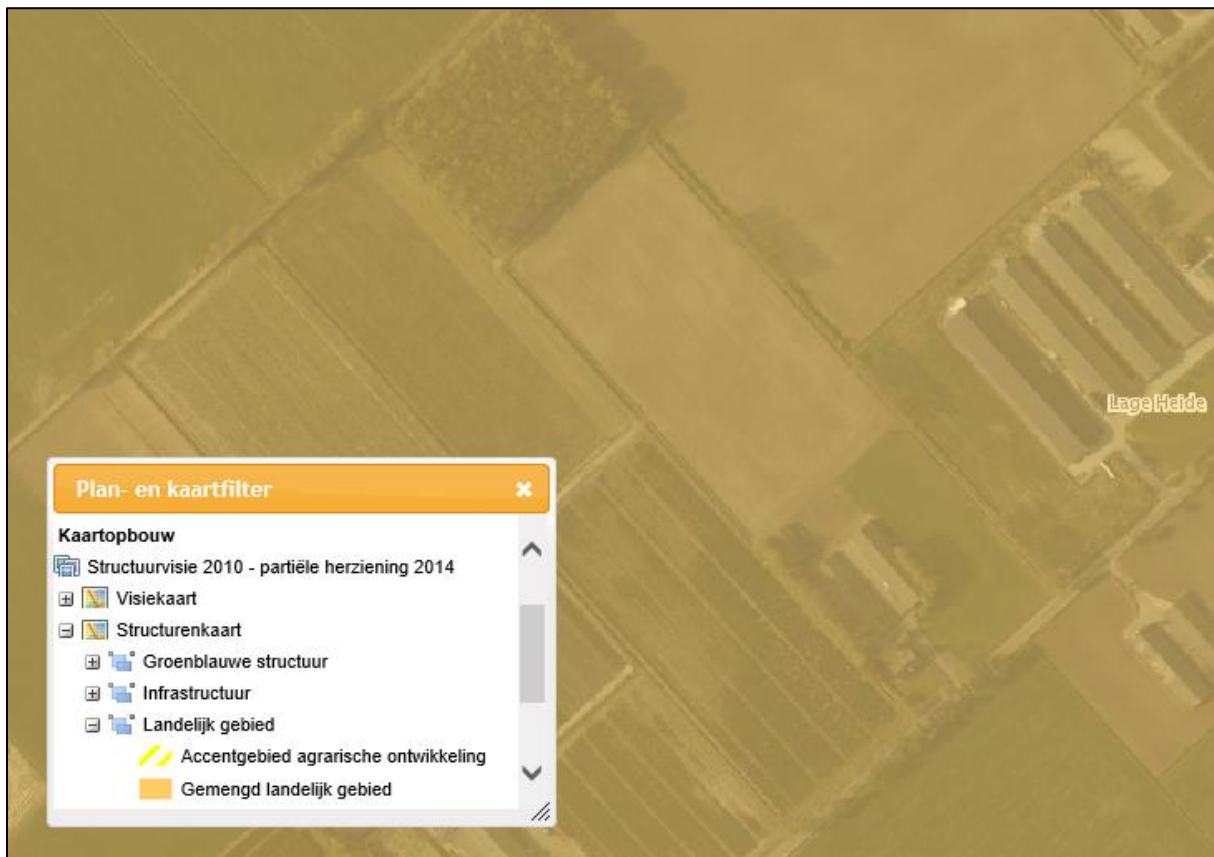 Lage Heide
Plan- en kaartfilter
Kaartopbouw
Structuurvisie 2010 - partiële herziening 2014
Visiekaart
Structurenkaart
Groenblauwe structuur
Infrastructuur
Landelijk gebied
Accentgebied agrarische ontwikkeling
Gemengd landelijk gebied